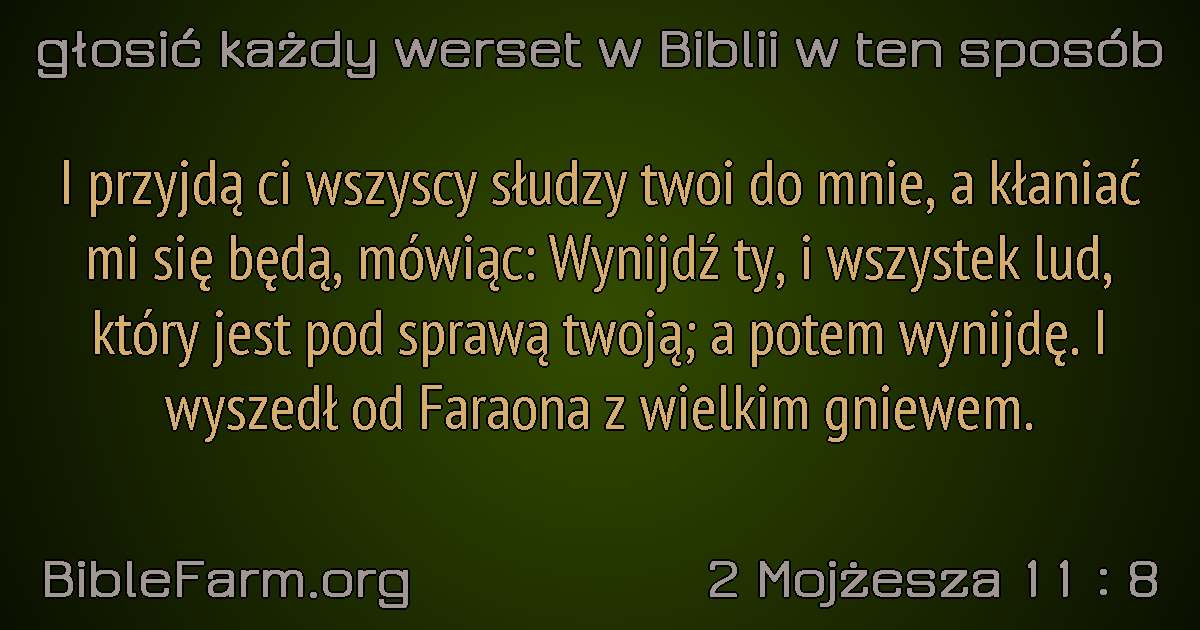 głosić każdy werset w Biblii w ten sposób
I przyjdą ci wszyscy słudzy twoi do mnie, a kłaniać
mi się będą, mówiąc: Wynijdź ty, i wszystek lud,
który jest pod sprawą twoją; a potem wynijdę. I
wyszedł od Faraona z wielkim gniewem.
BibleFarm.org
2 Mojżesza 11 : 8